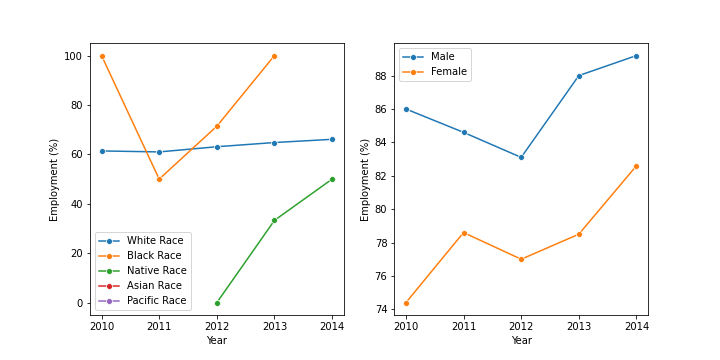 Employment (%)
100
80
60
40
20
0
White Race
Black Race
Native Race
Asian Race
Pacific Race
2010 2011 2012 2013 2014
Year
Employment (%)
88
86
84
82
80
78
76
74
Male
Female
2010 2011 2012 2013 2014
Year